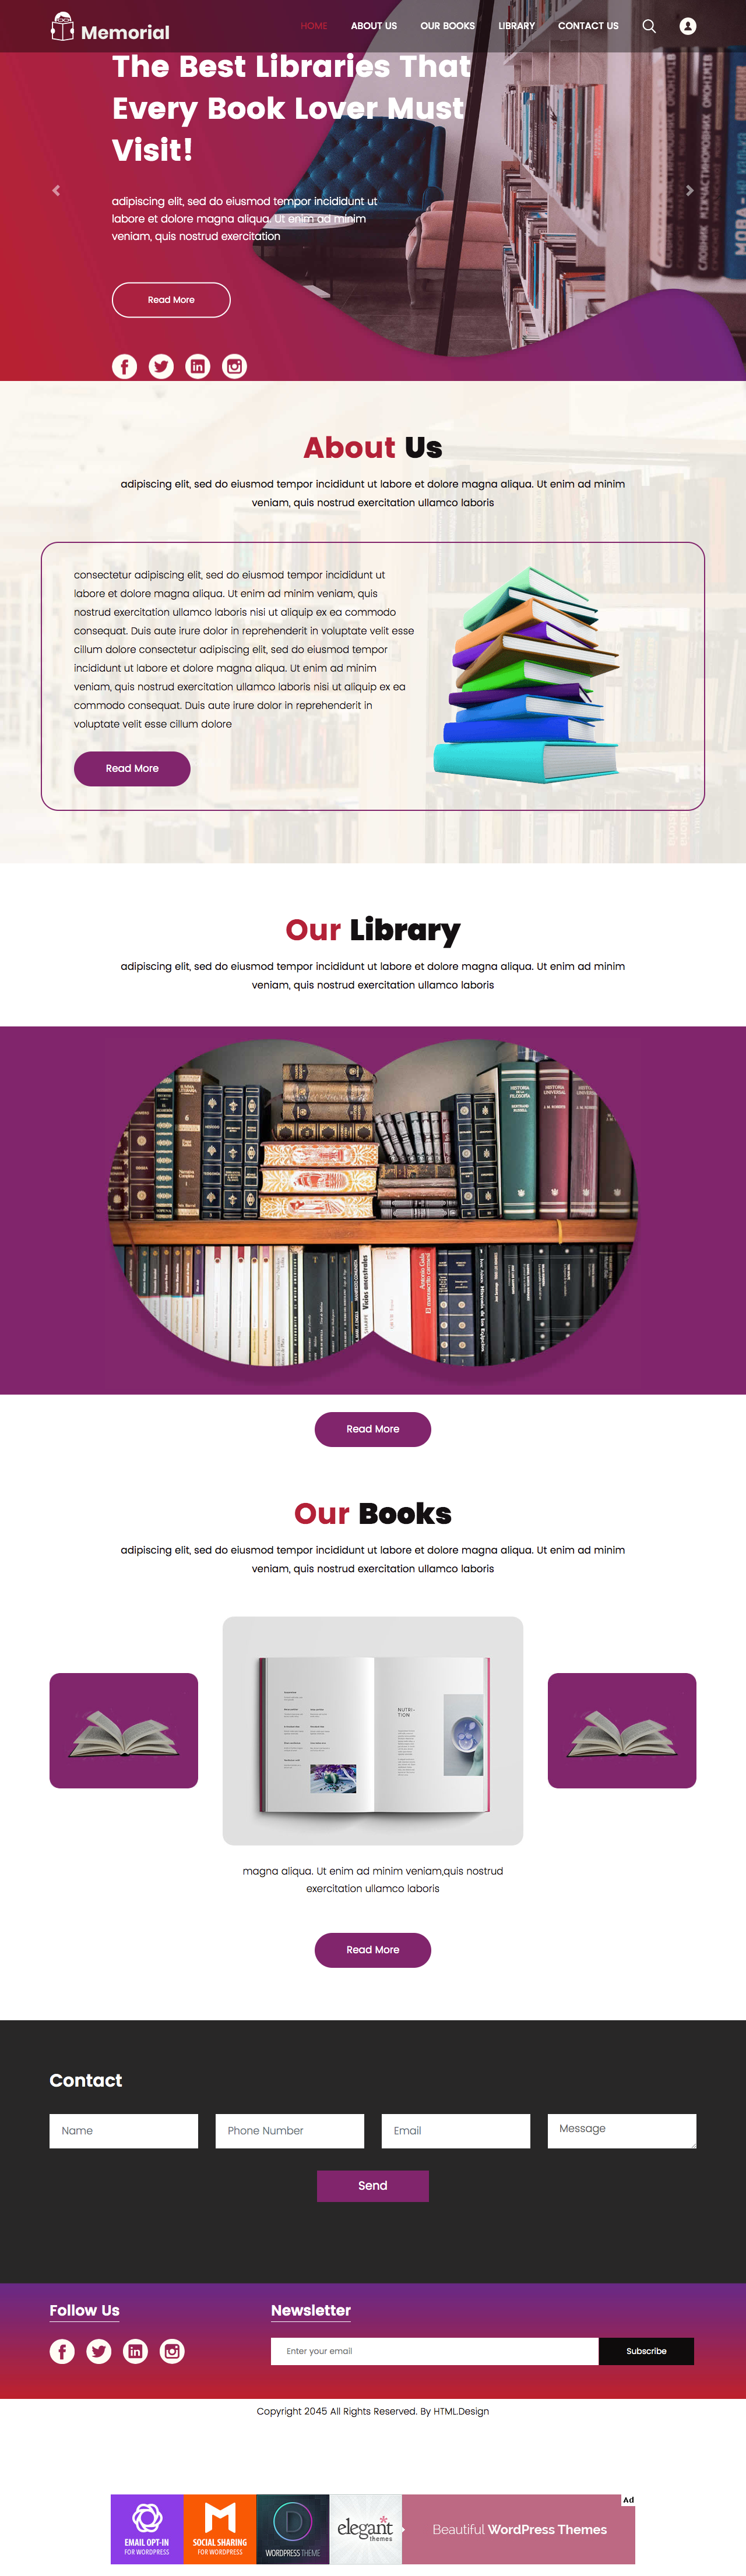 Memorial
HOME
ABOUT US
OUR BOOKS
LIBRARY
CONTACT US
The Best Libraries That
Every Book Lover Must
Visit!
adipiscing elit, sed do eiusmod tempor incididunt ut
labore et dolore magna aliqua. Ut enim ad minim
veniam, quis nostrud exercitation
Read More
About Us
adipiscing elit, sed do eiusmod tempor incididunt ut labore et dolore magna aliqua. Ut enim ad minim
veniam, quis nostrud exercitation ullamco laboris
consectetur adipiscing elit, sed do eiusmod tempor incididunt ut
labore et dolore magna aliqua. Ut enim ad minim veniam, quis
nostrud exercitation ullamco laboris nisi ut aliquip ex ea commodo
consequat. Duis aute irure dolor in reprehenderit in voluptate velit esse
cillum dolore consectetur adipiscing elit, sed do eiusmod tempor
incididunt ut labore et dolore magna aliqua. Ut enim ad minim
veniam, quis nostrud exercitation ullamco laboris nisi ut aliquip ex ea
commodo consequat. Duis aute irure dolor in reprehenderit in
voluptate velit esse cillum dolore
Read More
Our Library
adipiscing elit, sed do eiusmod tempor incididunt ut labore et dolore magna aliqua. Ut enim ad minim
veniam, quis nostrud exercitation ullamco laboris
Read More
Our Books
adipiscing elit, sed do eiusmod tempor incididunt ut labore et dolore magna aliqua. Ut enim ad minim
veniam, quis nostrud exercitation ullamco laboris
NUTRI-
TION
magna aliqua. Ut enim ad minim veniam,quis nostrud
exercitation ullamco laboris
Read More
Contact
Name
Phone Number
Email
Message
Send
Follow Us
Newsletter
Enter your email
Subscribe
Copyright 2045 All Rights Reserved. By HTML.Design
Ad
EMAIL OPT-IN
FOR WORDPRESS
SOCIAL SHARING
FOR WORDPRESS
D
WORDPRESS THEME
elegant
themes
Beautiful WordPress Themes